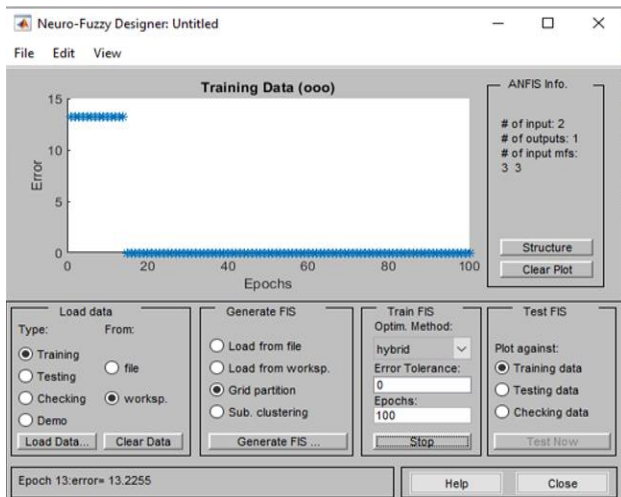 Neuro-Fuzzy Designer: Untitled
File Edit View
Training Data (ooo)
15
10
5
0
Error
0 20 40 60 80 100
Epochs
ANFIS Info.
# of input: 2
# of outputs: 1
# of input mfs:
3 3
Structure
Clear Plot
Load data
Type: From:
Training
Testing
Checking
Demo
file
worksp.
Load Data... Clear Data
Generate FIS
Load from file
Load from worksp.
Grid partition
Sub. clustering
Generate FIS ...
Train FIS
Optim. Method:
hybrid
Error Tolerance:
0
Epochs:
100
Stop
Test FIS
Plot against:
Training data
Testing data
Checking data
Test Now
Epoch 13:error= 13.2255
Help Close